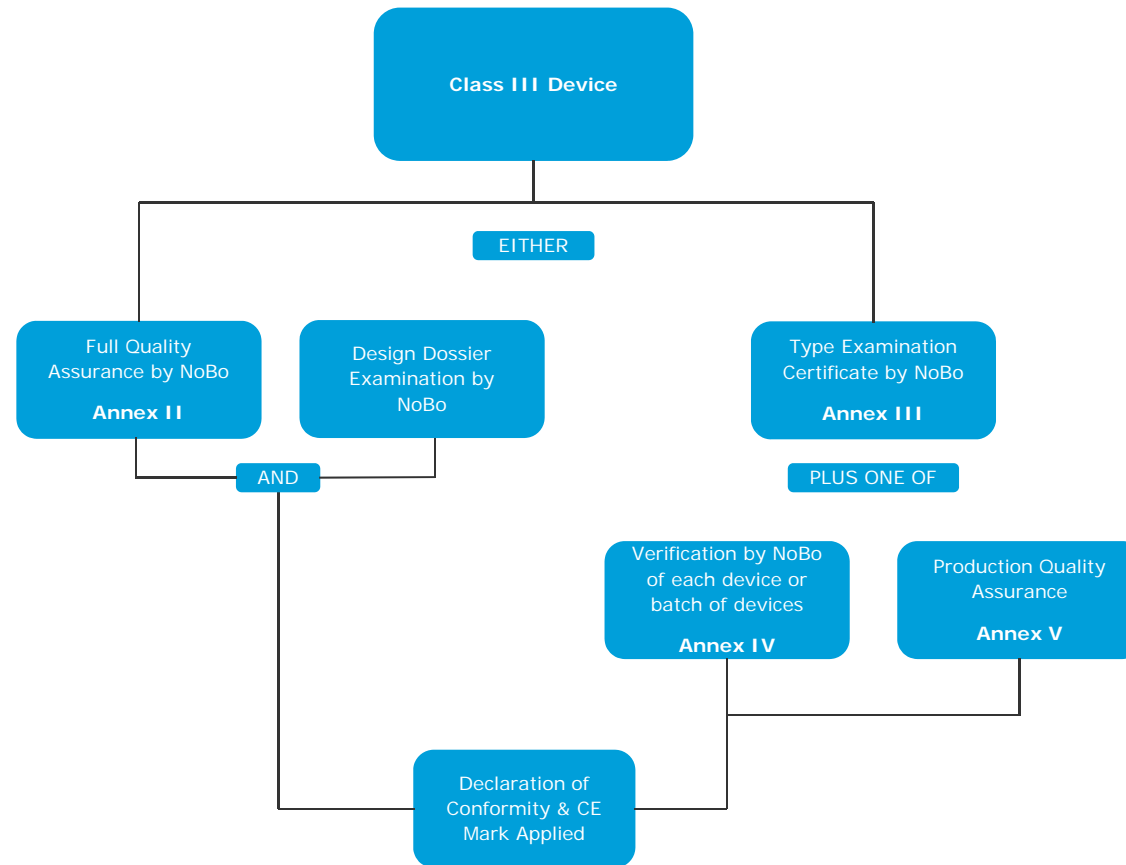 Class III Device
EITHER
Full Quality
Assurance by NoBo
Annex II
Design Dossier
Examination by
NoBo
Type Examination
Certificate by NoBo
Annex III
AND
PLUS ONE OF
Verification by NoBo
of each device or
batch of devices
Annex IV
Production Quality
Assurance
Annex V
Declaration of
Conformity & CE
Mark Applied